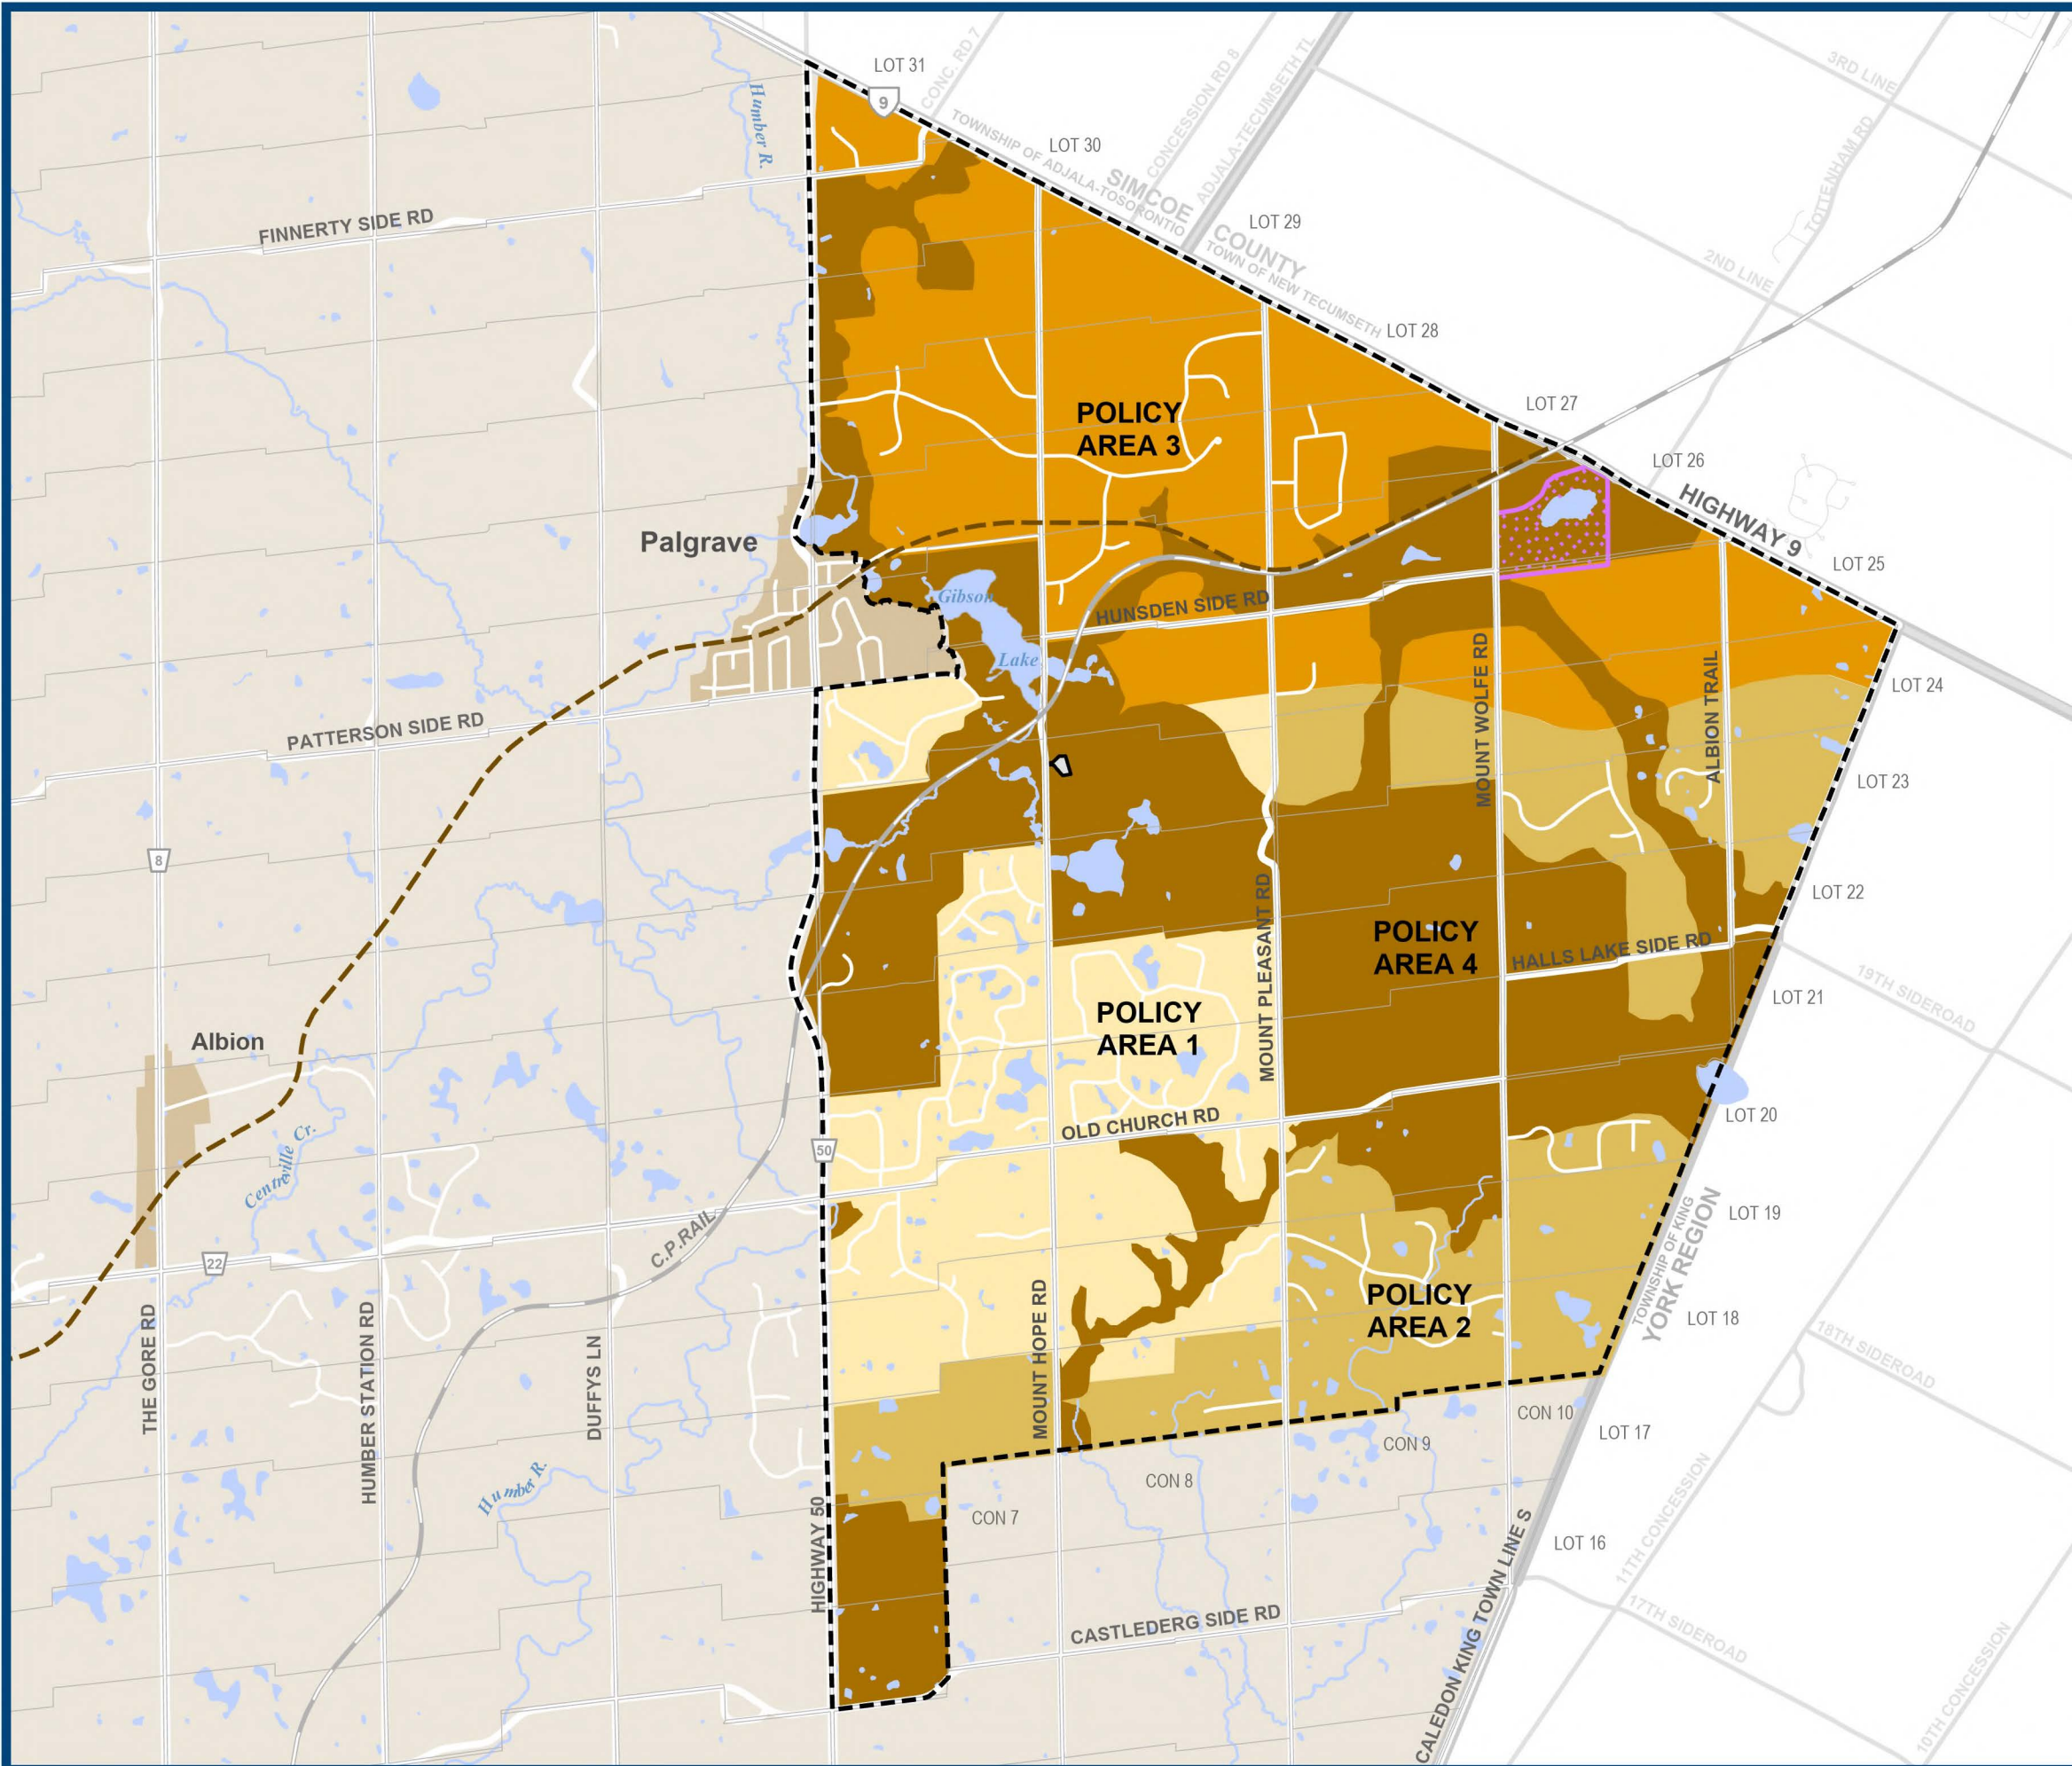 LOT 31
CONC. RD 7
9
CONCESSION RD 8
ADJALA-TECUMSETH TL
3RD LINE
TOWNSHIP OF ADJALA-TOSORONTIO
LOT 30
SIMCOE
COUNTY
TOWN OF NEW TECUMSETH
TOTTENHAM RD
2ND LINE
Humber R.
FINNERTY SIDE RD
LOT 29
LOT 28
LOT 27
LOT 26
HIGHWAY 9
LOT 25
POLICY
AREA 3
Palgrave
Gibson
Lake
HUNSDEN SIDE RD
MOUNT WOLFE RD
ALBION TRAIL
LOT 24
PATTERSON SIDE RD
LOT 23
8
LOT 22
MOUNT PLEASANT RD
POLICY
AREA 4
HALLS LAKE SIDE RD
19TH SIDEROAD
LOT 21
POLICY
AREA 1
Albion
Centreville Cr.
OLD CHURCH RD
50
LOT 20
C.P.RAIL
TOWNSHIP OF KING
YORK REGION
LOT 19
22
THE GORE RD
HUMBER STATION RD
DUFFYS LN
MOUNT HOPE RD
POLICY
AREA 2
LOT 18
18TH SIDEROAD
CON 10
LOT 17
CON 9
CON 8
CON 7
Humber R.
HIGHWAY 50
11TH CONCESSION
LOT 16
CASTLEDERG SIDE RD
CALEDON KING TOWN LINE S
17TH SIDEROAD
10TH CONCESSION